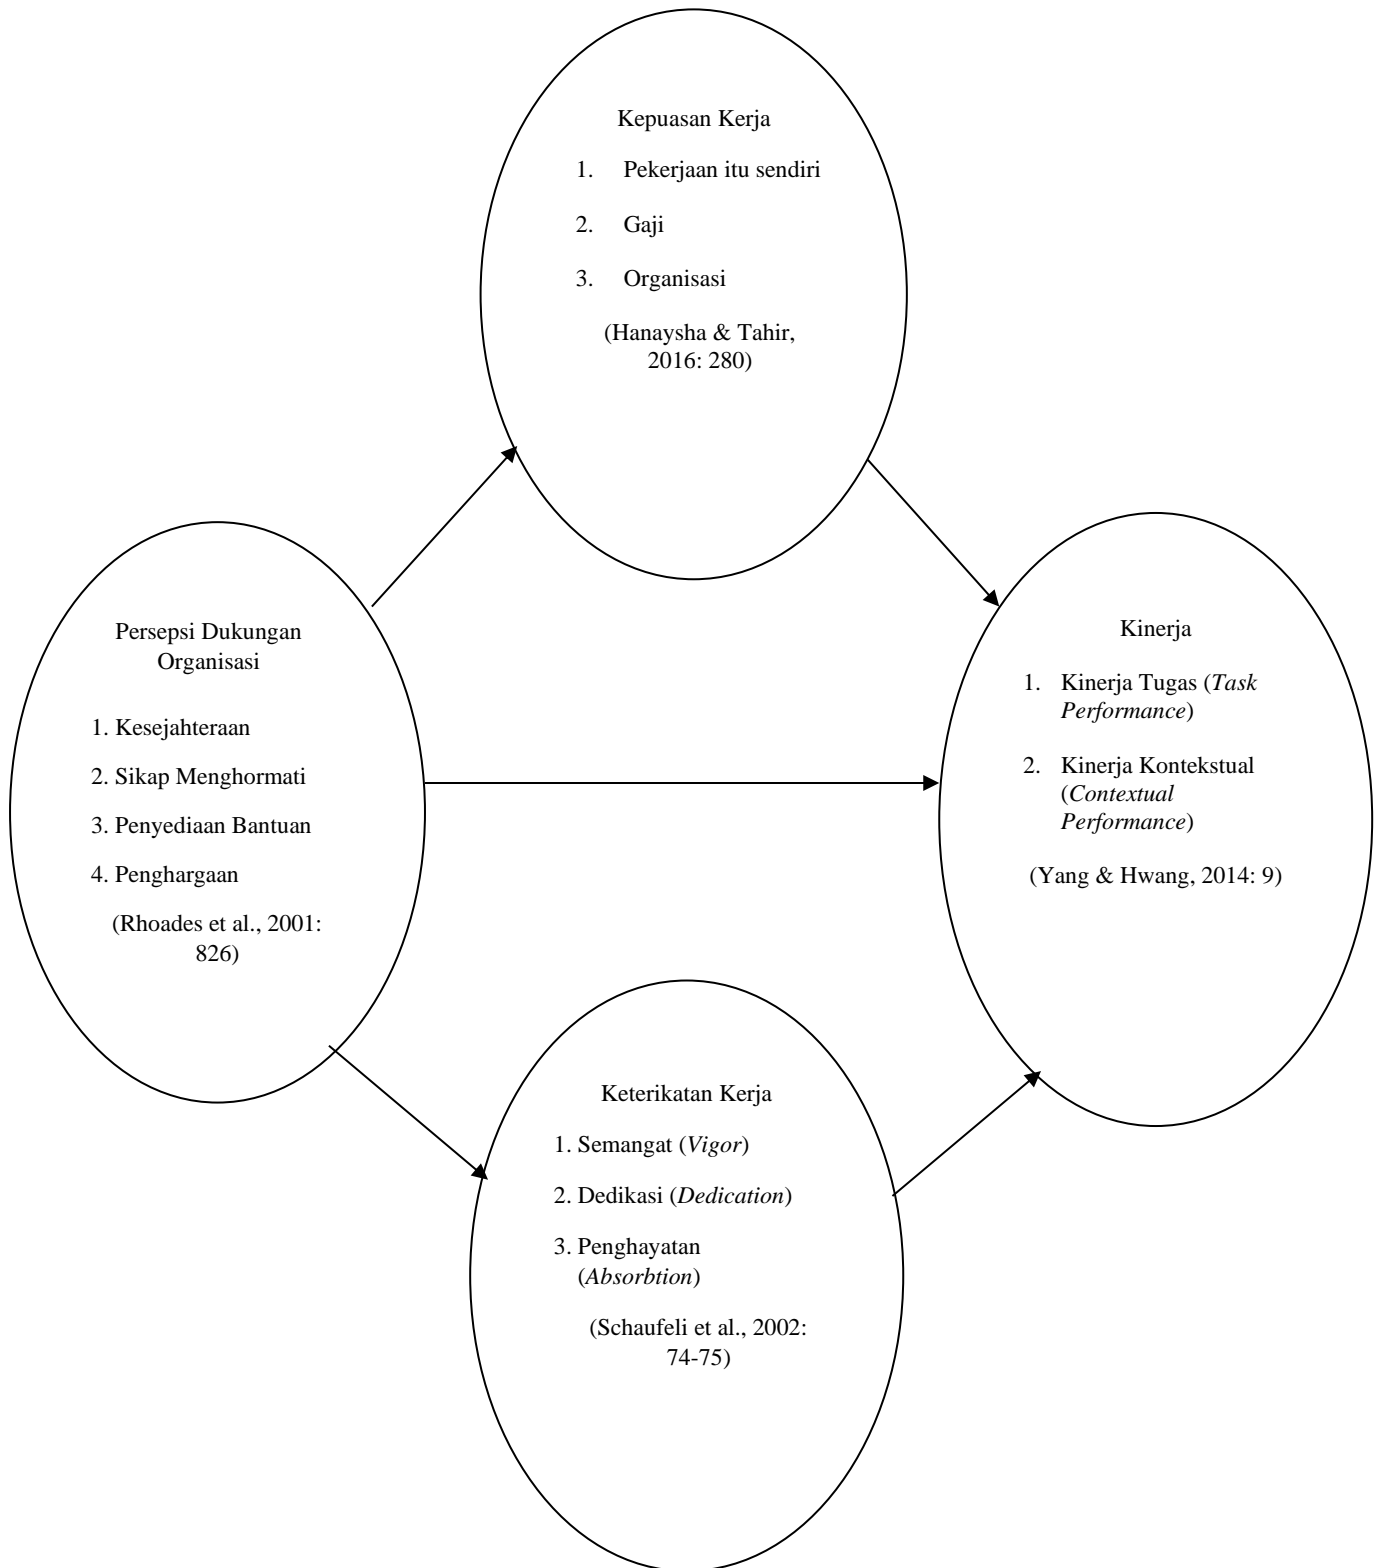 Kepuasan Kerja
1. Pekerjaan itu sendiri
2. Gaji
3. Organisasi
(Hanaysha & Tahir,
2016: 280)
Persepsi Dukungan
Organisasi
1. Kesejahteraan
2. Sikap Menghormati
3. Penyediaan Bantuan
4. Penghargaan
(Rhoades et al., 2001:
826)
Kinerja
1. Kinerja Tugas (Task
Performance)
2. Kinerja Kontekstual
(Contextual
Performance)
(Yang & Hwang, 2014: 9)
Keterikatan Kerja
1. Semangat (Vigor)
2. Dedikasi (Dedication)
3. Penghayatan
(Absorbtion)
(Schaufeli et al., 2002:
74-75)